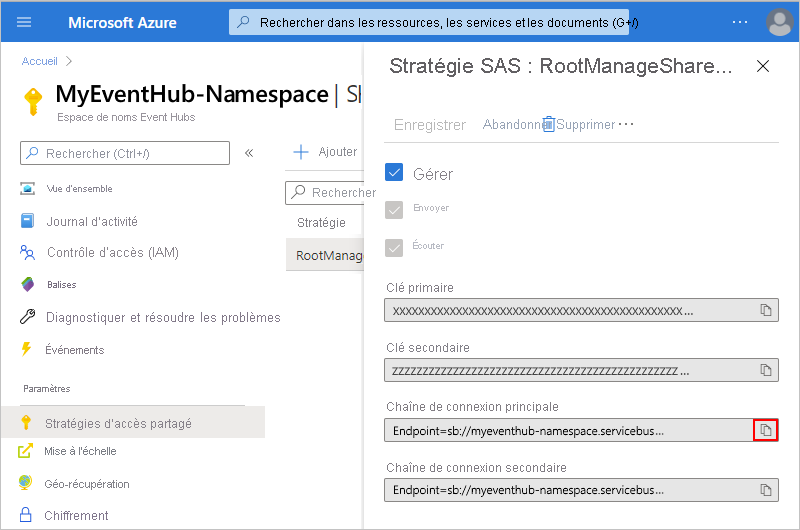 Microsoft Azure
Rechercher dans les ressources, les services et les documents (G+/)
Accueil
MyEventHub-Namespace | Sh
Espace de noms Event Hubs
Rechercher (Ctrl+/)
Vue d'ensemble
Journal d'activité
Contrôle d'accès (IAM)
Balises
Diagnostiquer et résoudre les problèmes
Événements
Paramètres
Stratégies d'accès partagé
Mise à l'échelle
Géo-récupération
Chiffrement
Ajouter
Rechercher
Stratégie
RootManage
Stratégie SAS : RootManageShare...
Enregistrer Abandonner Supprimer ...
Gérer
Envoyer
Écouter
Clé primaire
xxxxxxxxxxxxxxxxxxxxxxxxxxxxxxxxxxxxxxxxxxxxxxxx...
Clé secondaire
zzzzzzzzzzzzzzzzzzzzzzzzzzzzzzzzzzzzzzzzzzzzzzz...
Chaîne de connexion principale
Endpoint=sb://myeventhub-namespace.servicebus...
Chaîne de connexion secondaire
Endpoint=sb://myeventhub-namespace.servicebus...